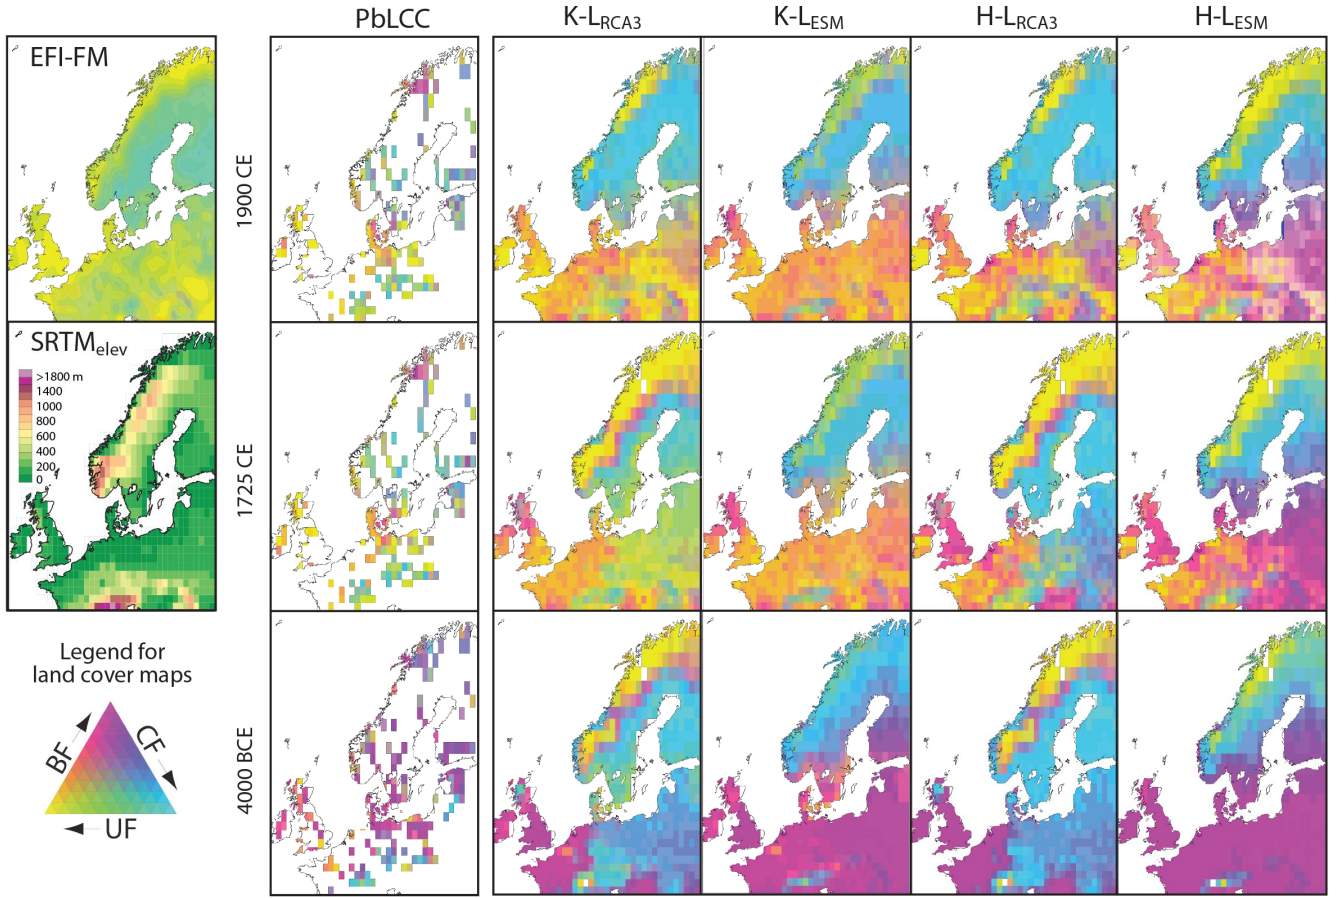 PbLCC
K-LRCA3
K-LESM
H-LRCA3
H-LESM
EFI-FM
1900 CE
SRTMelev
>1800 m
1400
1000
800
600
400
200
0
1725 CE
Legend for
land cover maps
BF
CF
UF
4000 BCE